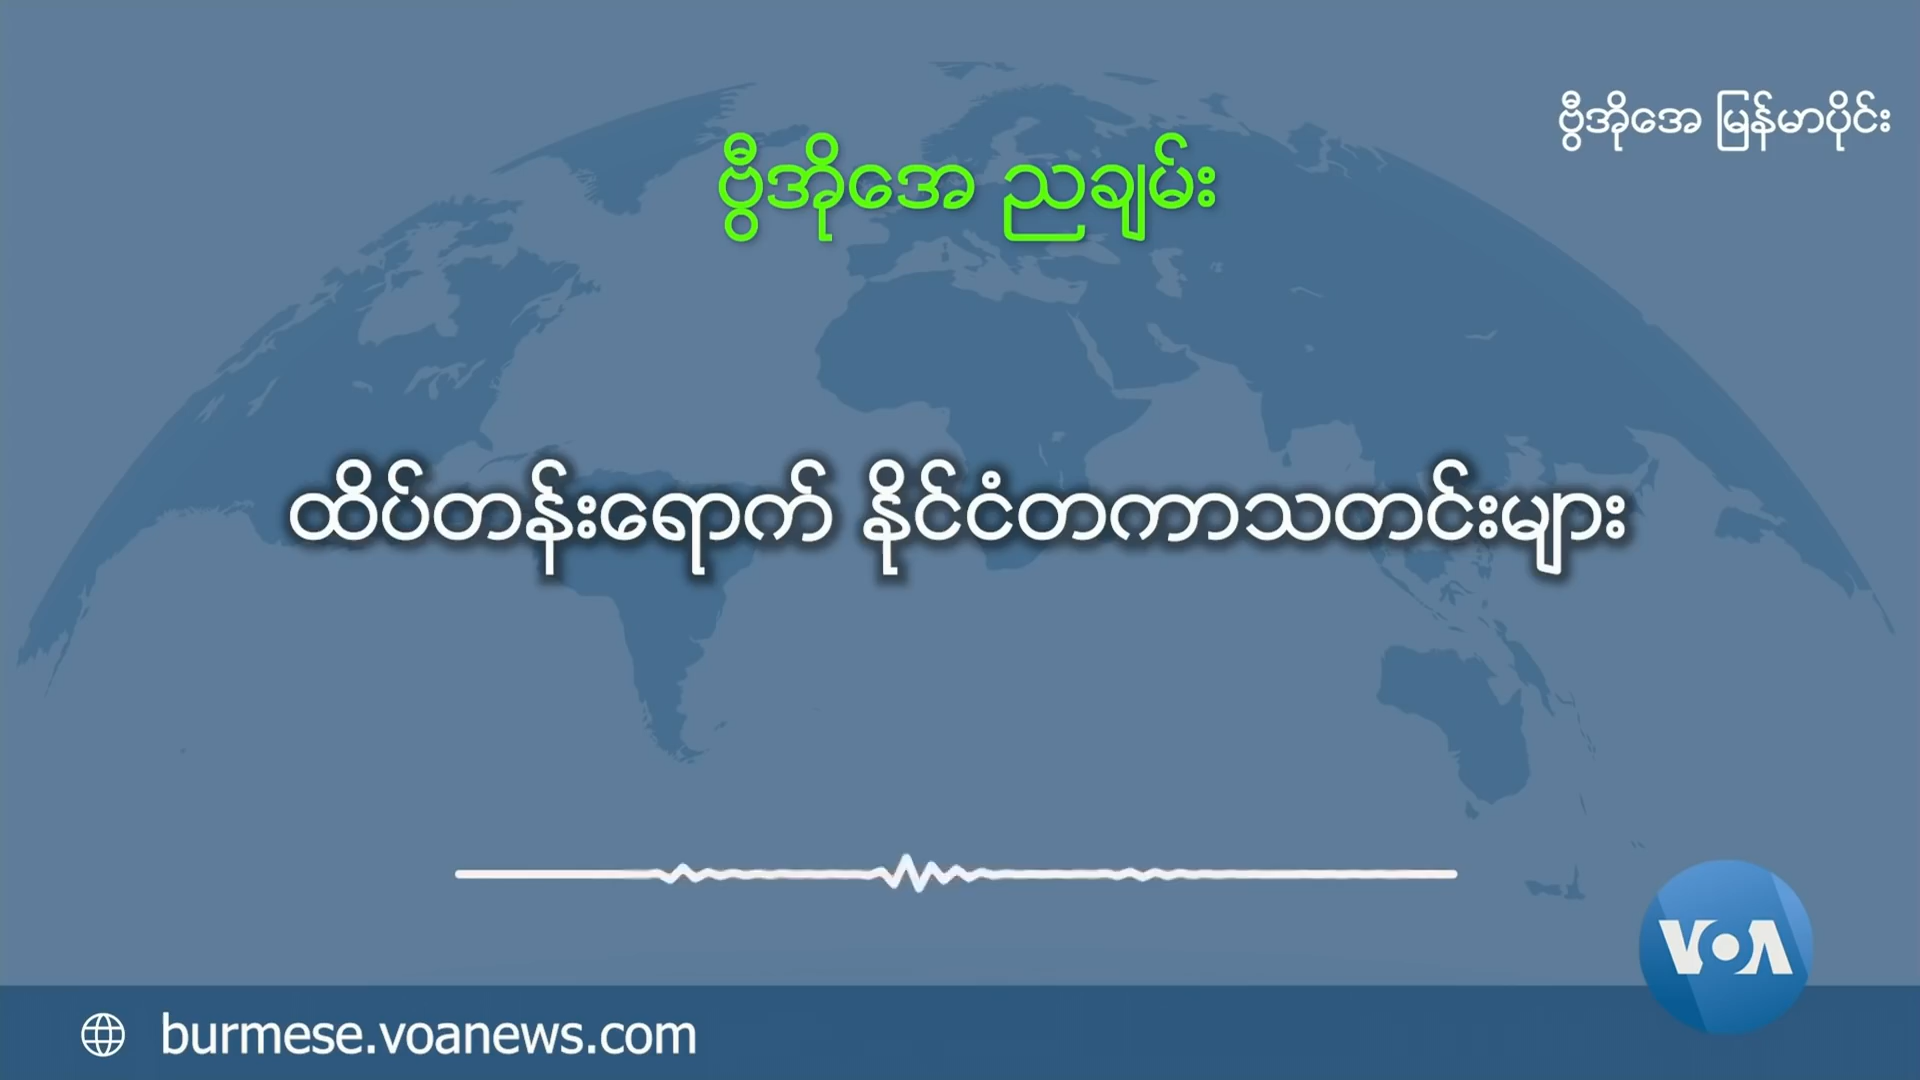 ဗွီအိုအေ မြန်မာပိုင်း
ဗွီအိုအေ ညချမ်း
ထိပ်တန်းရောက် နိုင်ငံတကာသတင်းများ
VOA
burmese.voanews.com